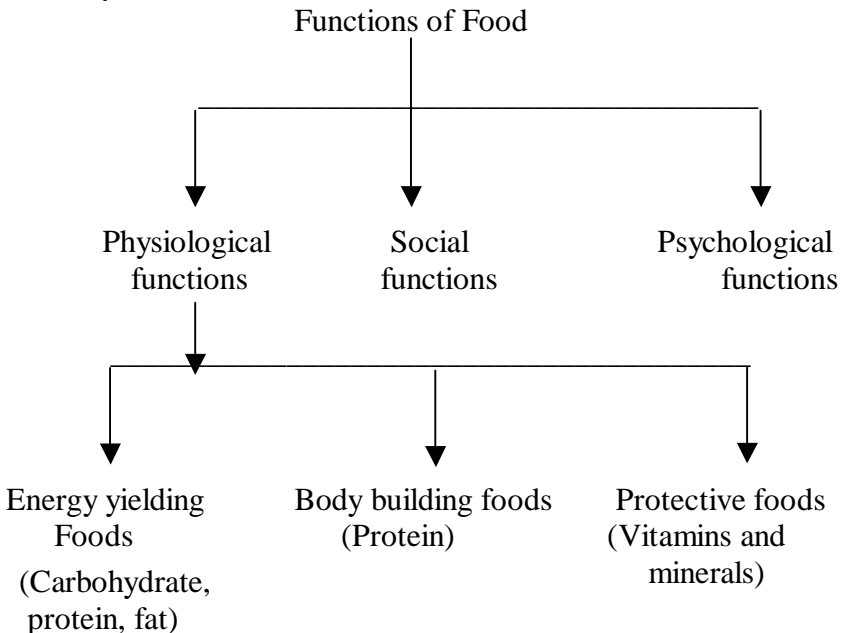 Functions of Food
Physiological
functions
Social
functions
Psychological
functions
Energy yielding
Foods
(Carbohydrate,
protein, fat)
Body building foods
(Protein)
Protective foods
(Vitamins and
minerals)